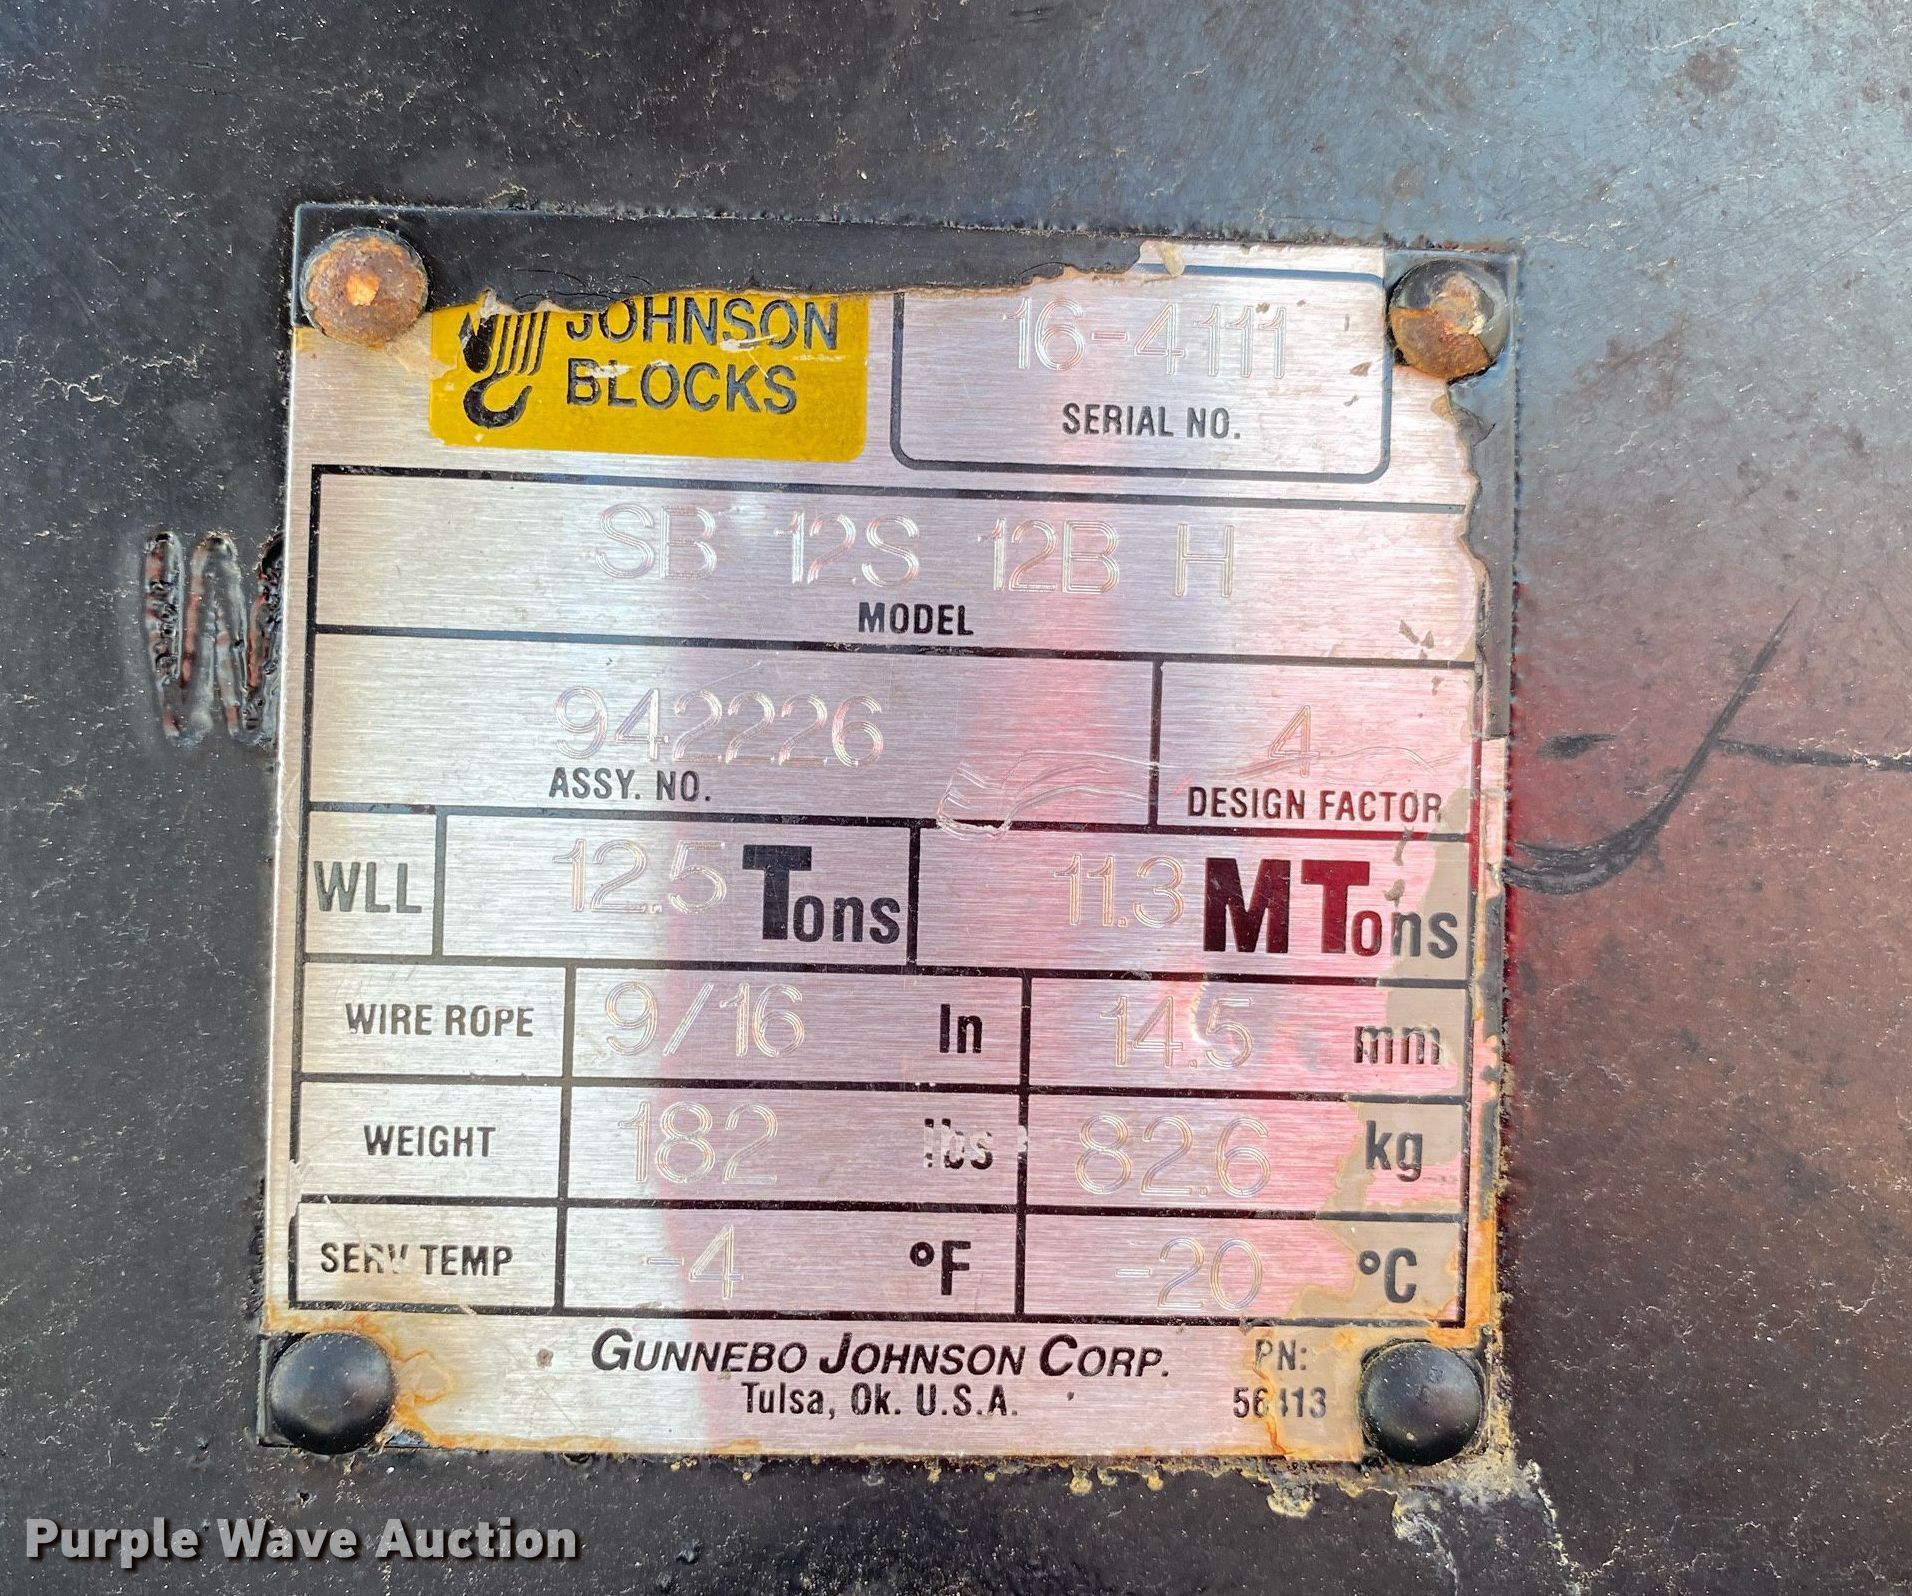 JOHNSON
BLOCKS
16-4111
SERIAL NO.
SB 12S 12B H
MODEL
942226
ASSY. NO.
4
DESIGN FACTOR
WLL 12.5 Tons 11.3 MTons
WIRE ROPE 9/16 In 14.5 mm
WEIGHT 182 lbs 82.6 kg
SERV TEMP -4 °F -20 °C
GUNNEBO JOHNSON CORP.
Tulsa, Ok. U.S.A.
PN:
Purple Wave Auction